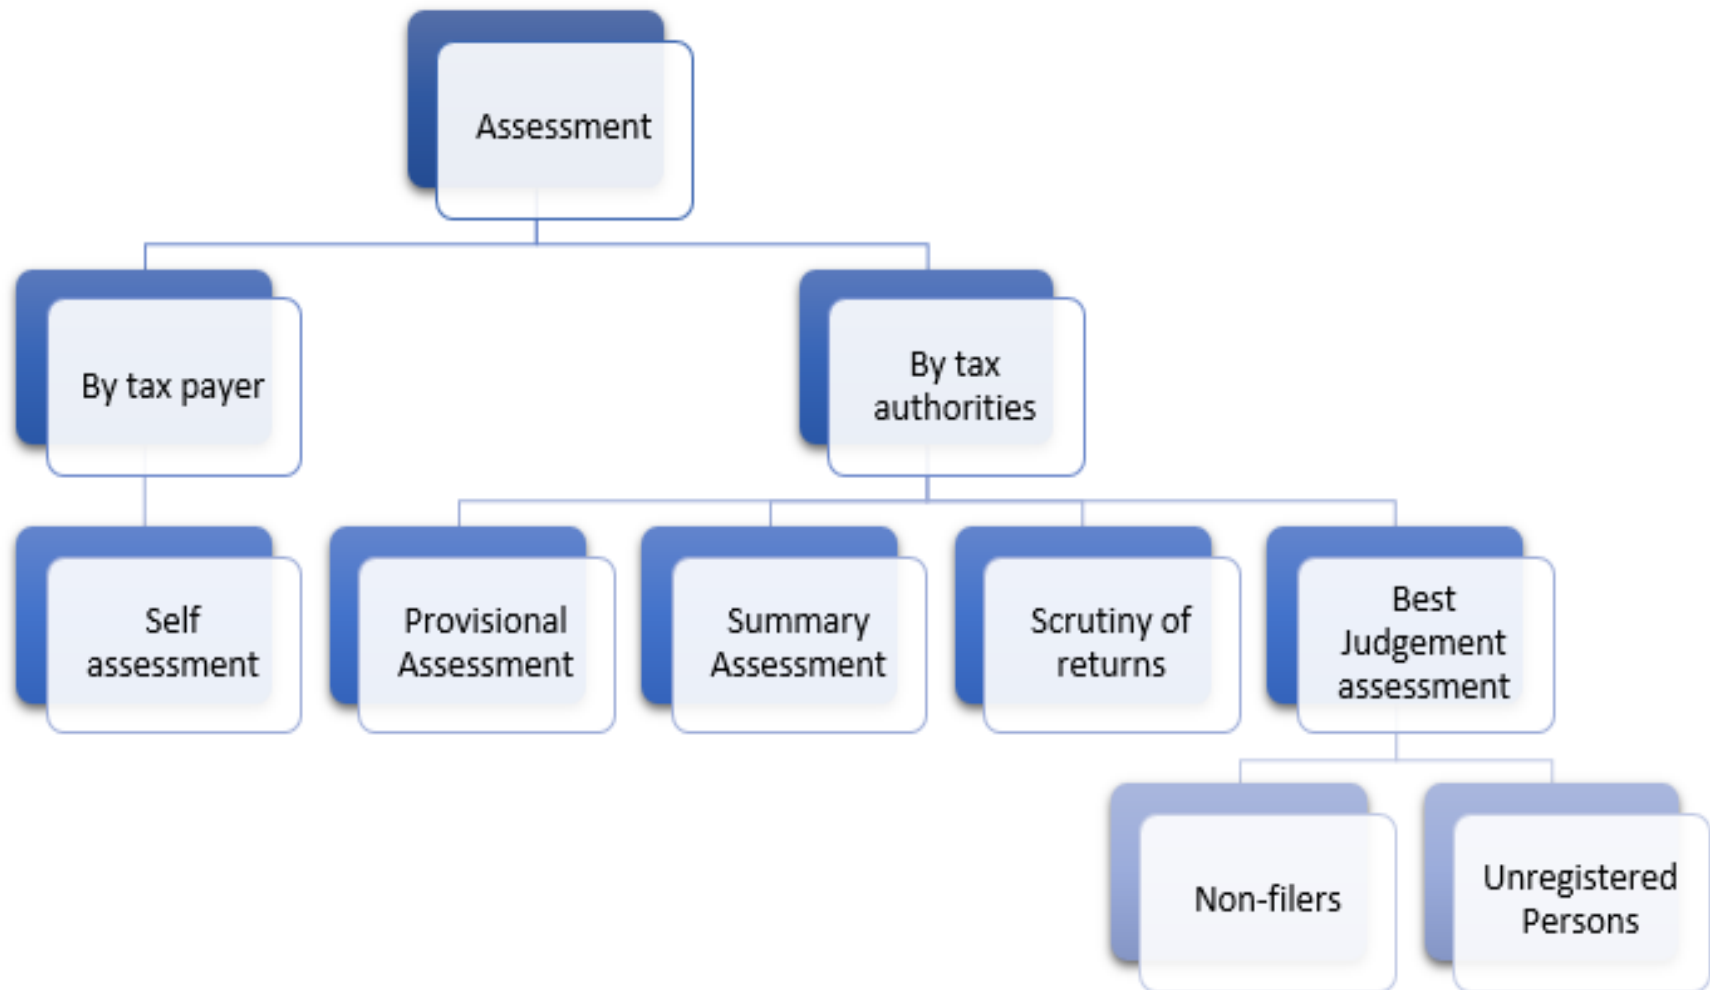 Assessment
By tax payer
By tax
authorities
Self
assessment
Provisional
Assessment
Summary
Assessment
Scrutiny of
returns
Best
Judgement
assessment
Non-filers
Unregistered
Persons